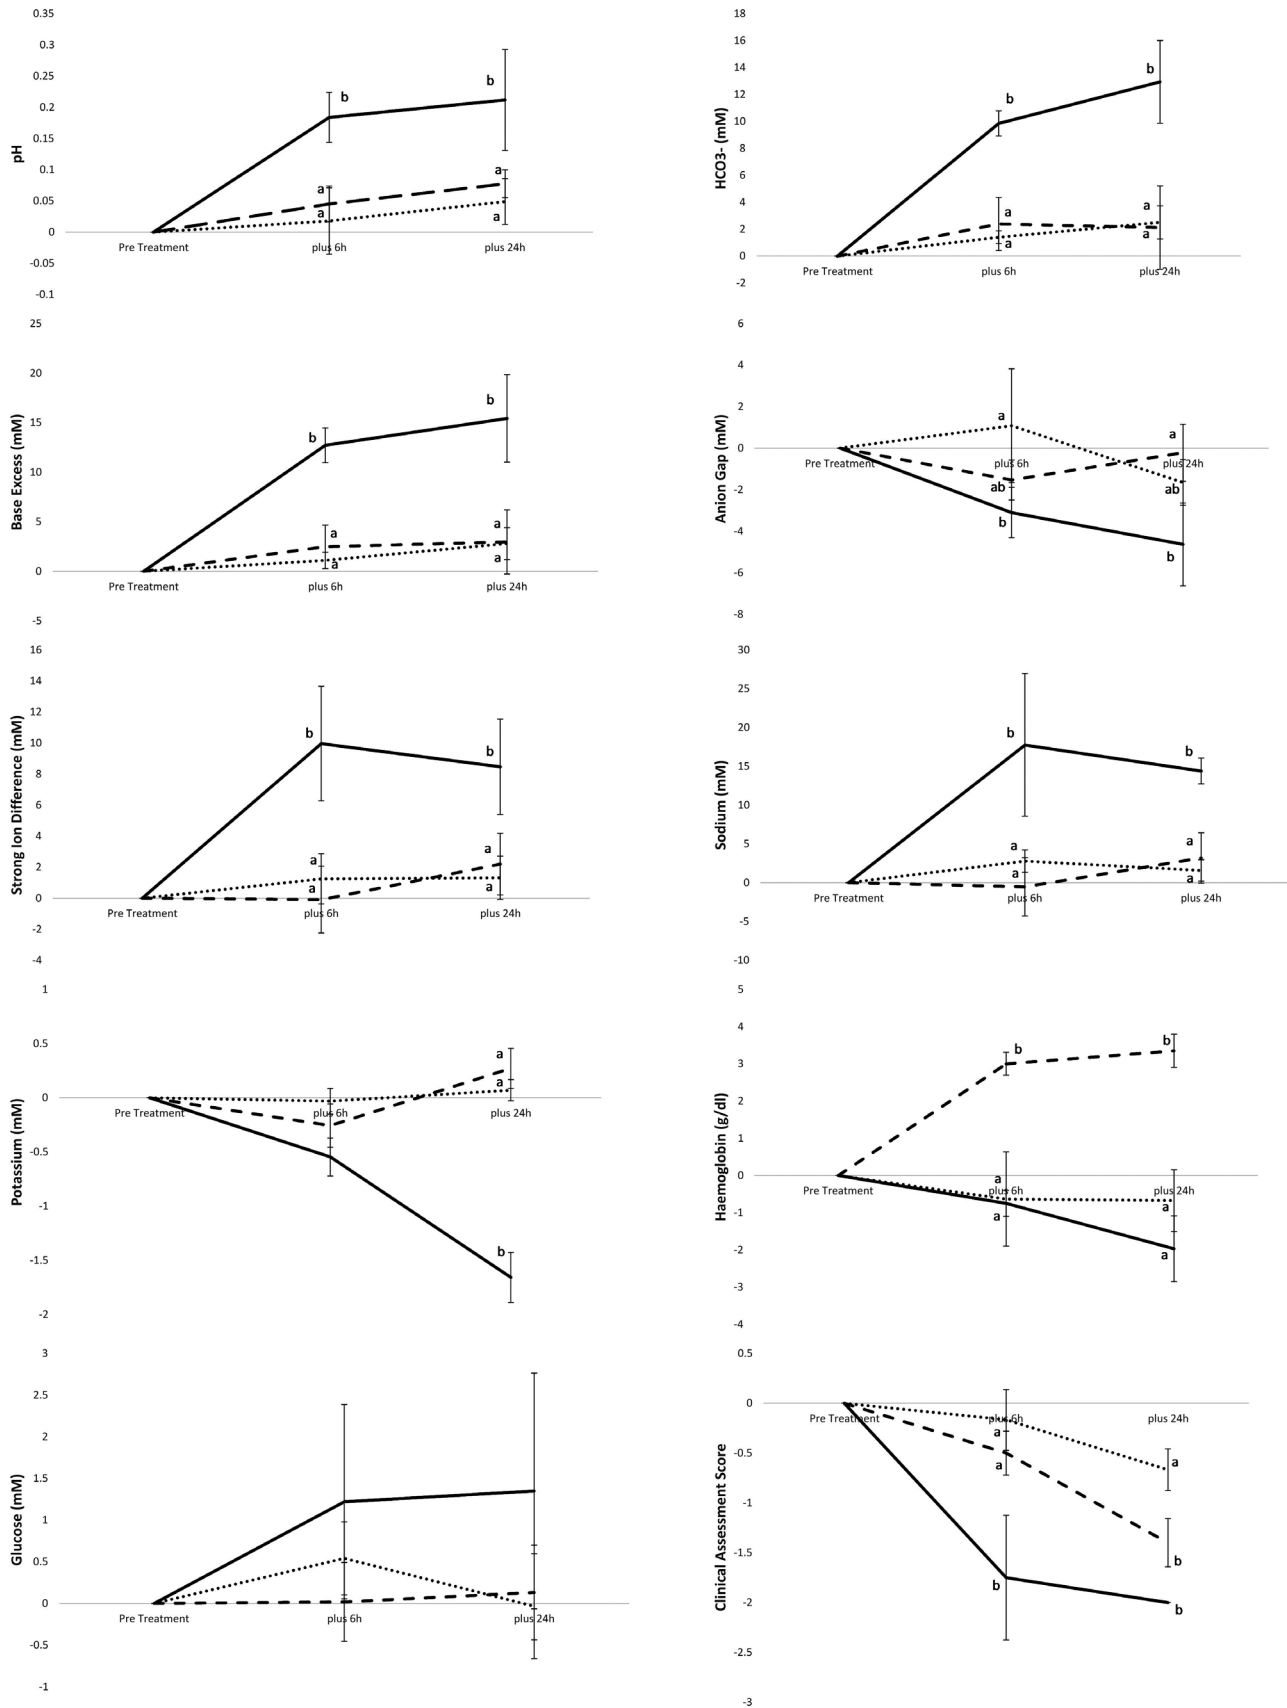 pH
0.35
0.3
0.25
0.2
0.15
0.1
0.05
0
-0.05
-0.1
b
b
a
a
a
a
Pre Treatment
plus 6h
plus 24h
HCO3- (mM)
18
16
14
12
10
8
6
4
2
0
-2
b
b
a
a
a
a
Pre Treatment
plus 6h
plus 24h
Base Excess (mM)
25
20
15
10
5
0
-5
b
b
a
a
a
a
Pre Treatment
plus 6h
plus 24h
Anion Gap (mM)
6
4
2
0
-2
-4
-6
-8
a
a
ab
ab
b
b
Pre Treatment
plus 6h
plus 24h
Strong Ion Difference (mM)
16
14
12
10
8
6
4
2
0
-2
-4
b
b
a
a
a
a
Pre Treatment
plus 6h
plus 24h
Sodium (mM)
30
25
20
15
10
5
0
-5
-10
b
b
a
a
a
a
Pre Treatment
plus 6h
plus 24h
Potassium (mM)
1
0.5
0
-0.5
-1
-1.5
-2
a
a
b
Pre Treatment
plus 6h
plus 24h
Haemoglobin (g/dl)
5
4
3
2
1
0
-1
-2
-3
-4
b
b
a
a
a
a
Pre Treatment
plus 6h
plus 24h
Glucose (mM)
3
2.5
2
1.5
1
0.5
0
-0.5
-1
Pre Treatment
plus 6h
plus 24h
Clinical Assessment Score
0.5
0
-0.5
-1
-1.5
-2
-2.5
-3
Pre Treatment
plus 6h
plus 24h
a
a
a
b
b
b